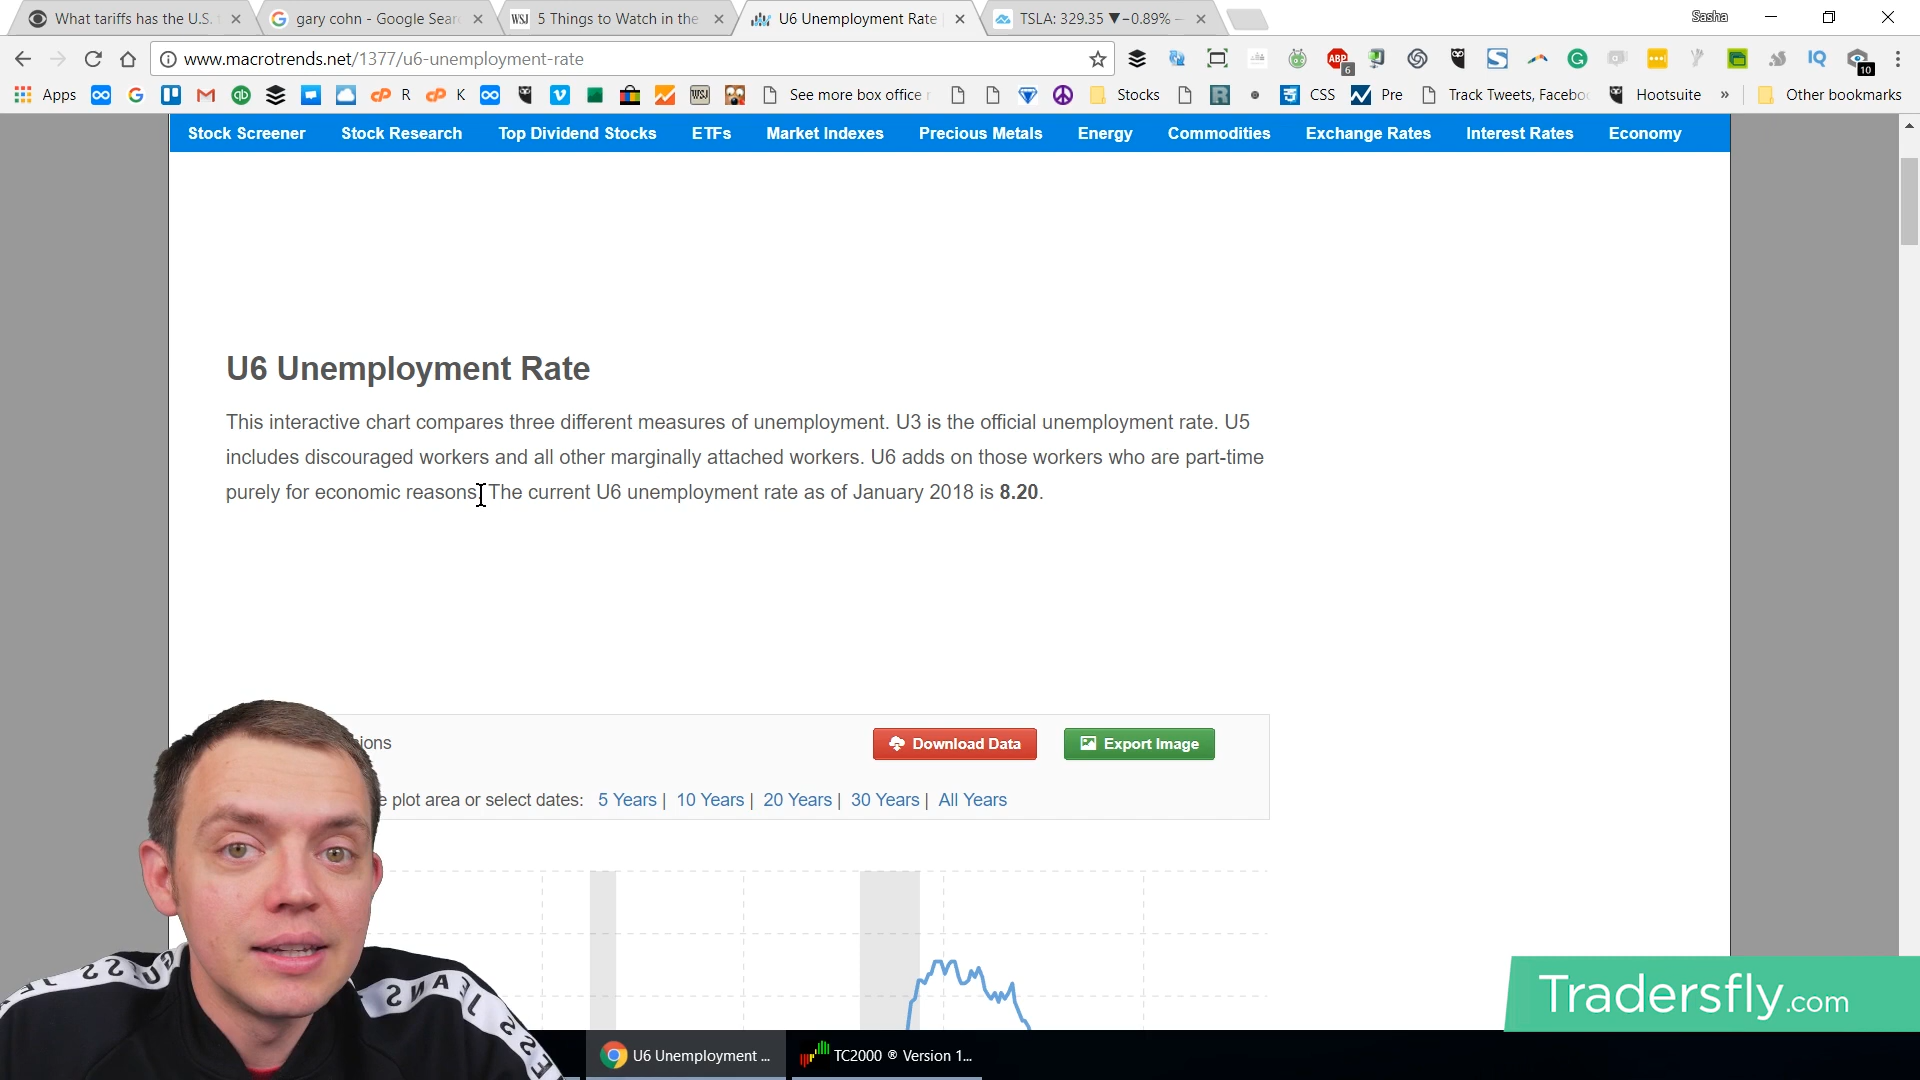 What tariffs has the U.S.
gary cohn - Google Sear
WSJ 5 Things to Watch in the
U6 Unemployment Rate
TSLA: 329.35 ▼-0.89%
Sasha
www.macrotrends.net/1377/u6-unemployment-rate
ABP 6
IQ
10
Apps
R
K
WSJ
See more box office
Stocks
CSS
Pre
Track Tweets, Facebo
Hootsuite
»
Other bookmarks
Stock Screener
Stock Research
Top Dividend Stocks
ETFs
Market Indexes
Precious Metals
Energy
Commodities
Exchange Rates
Interest Rates
Economy
U6 Unemployment Rate
This interactive chart compares three different measures of unemployment. U3 is the official unemployment rate. U5
includes discouraged workers and all other marginally attached workers. U6 adds on those workers who are part-time
purely for economic reasons. The current U6 unemployment rate as of January 2018 is 8.20.
ions
Download Data
Export Image
e plot area or select dates: 5 Years | 10 Years | 20 Years | 30 Years | All Years
Tradersfly.com
U6 Unemployment ...
TC2000 ® Version 1...